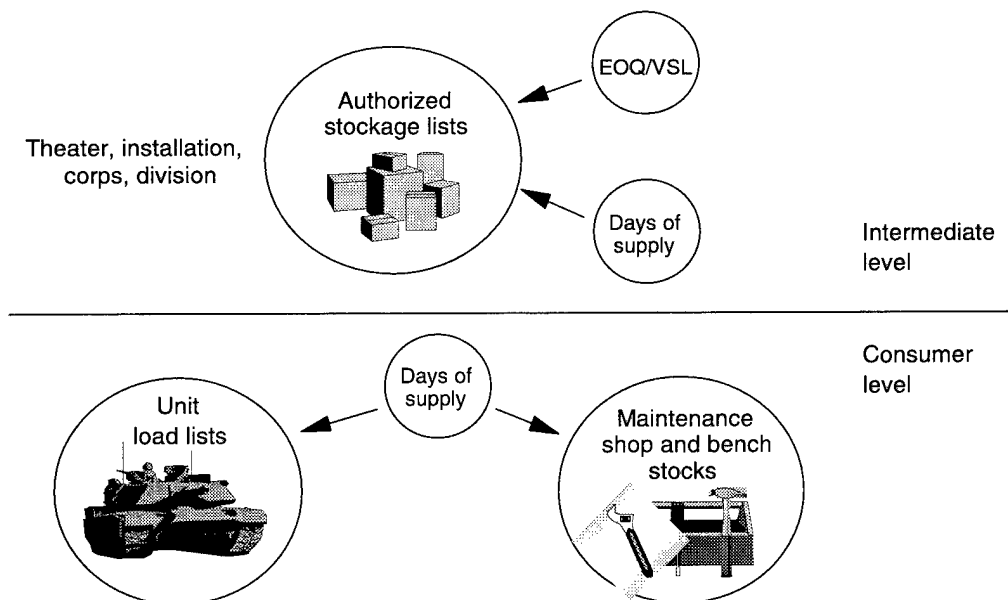 EOQ/VSL
Authorized
stockage lists
Theater, installation,
corps, division
Days of
supply
Intermediate
level
Consumer
level
Days of
supply
Unit
load lists
Maintenance
shop and bench
stocks